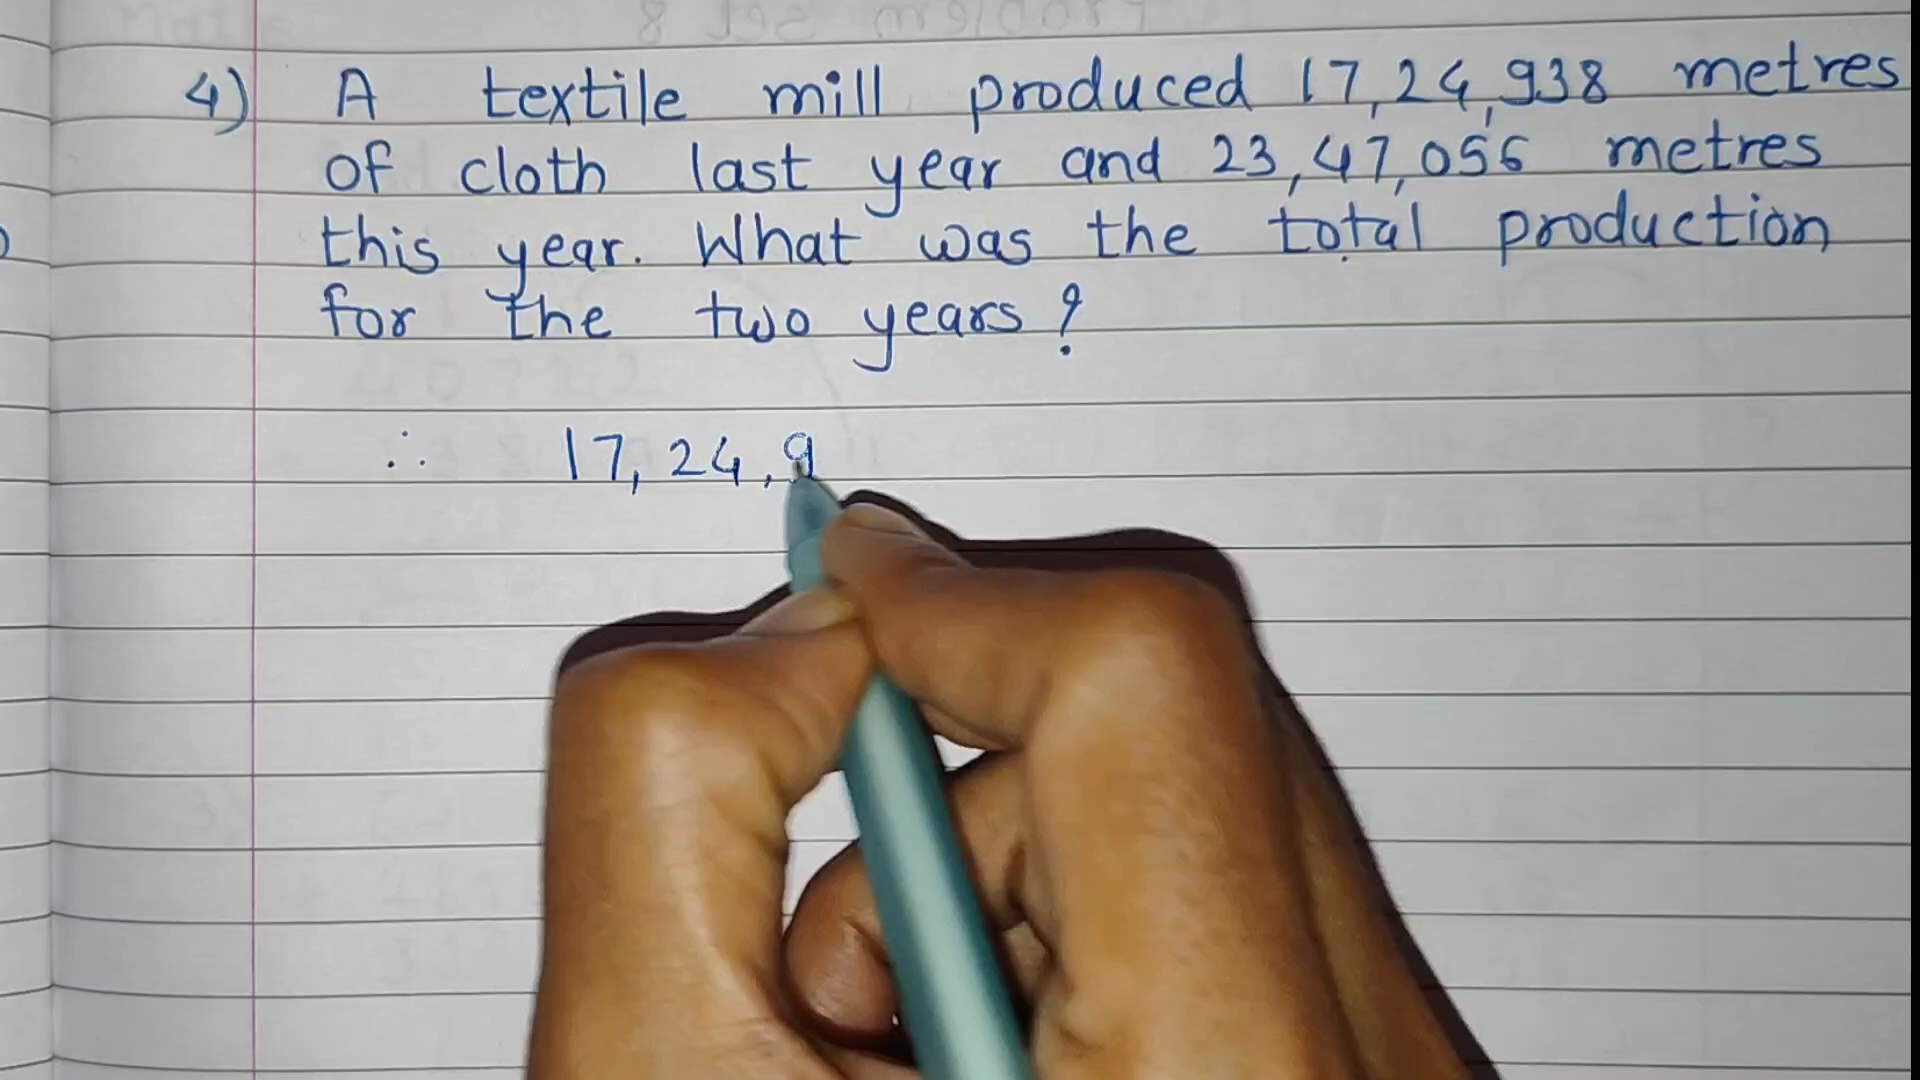 4) A textile mill produced 17,24,938 metres
of cloth last year and 23,47,056 metres
this year. What was the total production
for the two years?
∴ 17,24,9